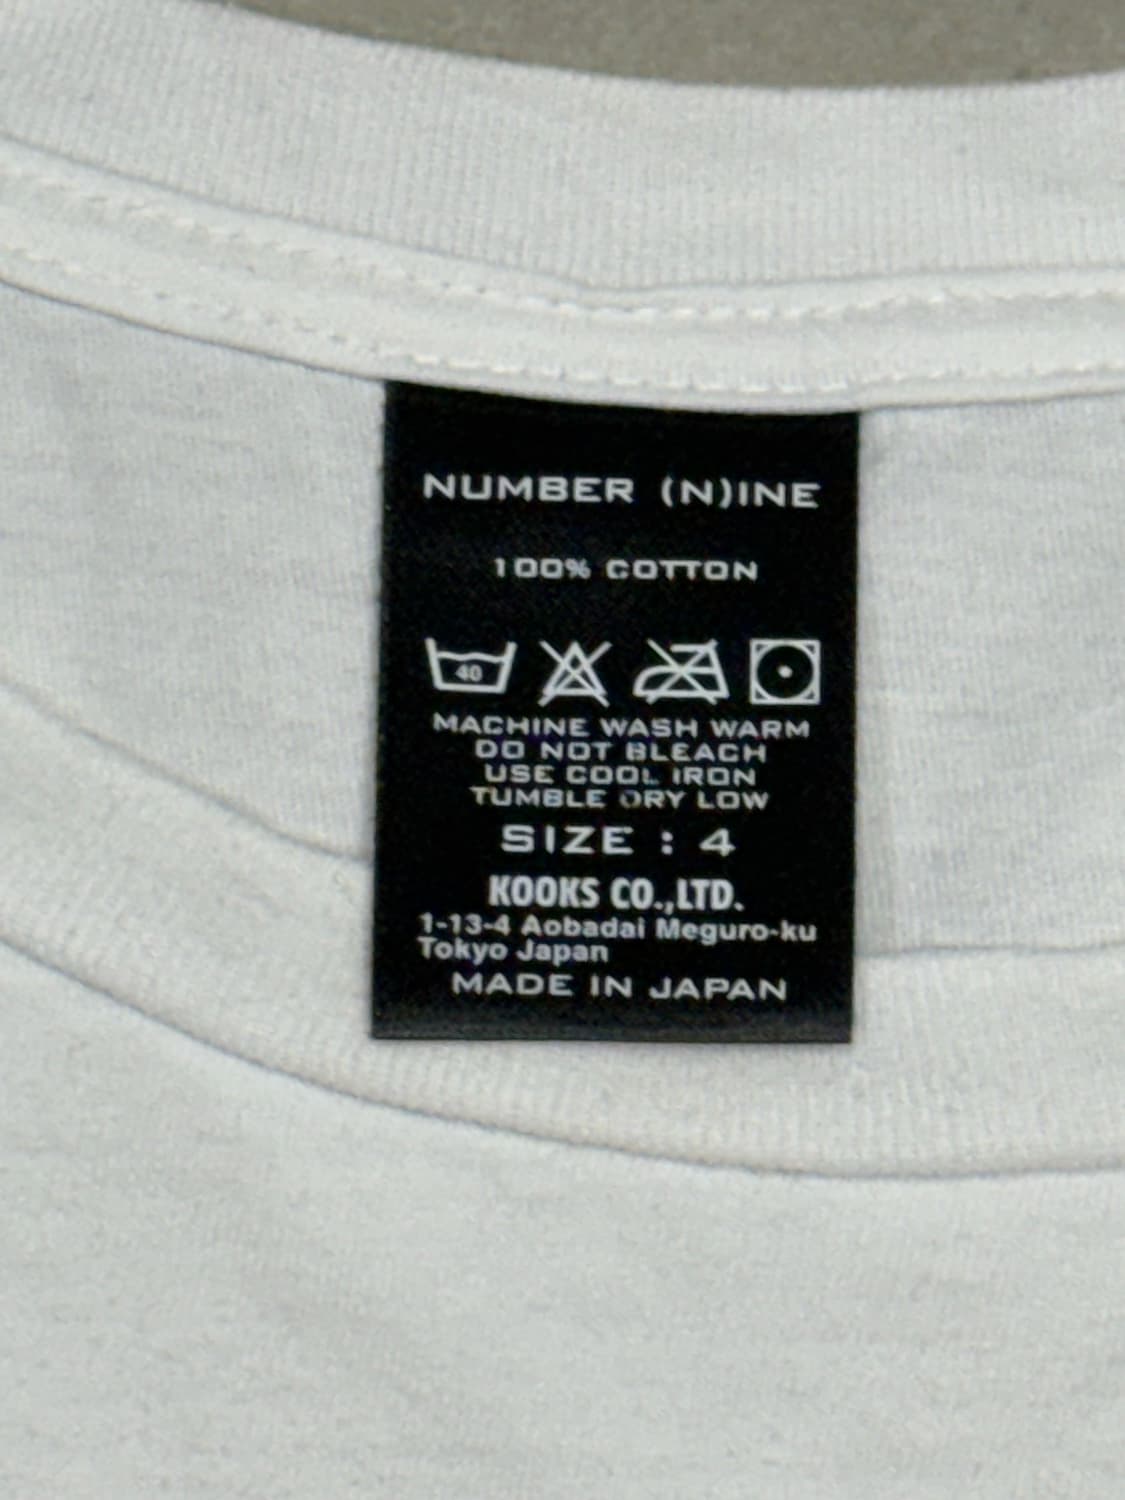 NUMBER (N)INE
100% COTTON
40
MACHINE WASH WARM
DO NOT BLEACH
USE COOL IRON
TUMBLE DRY LOW
SIZE : 4
KOOKS CO.,LTD.
1-13-4 Aobadai Meguro-ku
Tokyo Japan
MADE IN JAPAN